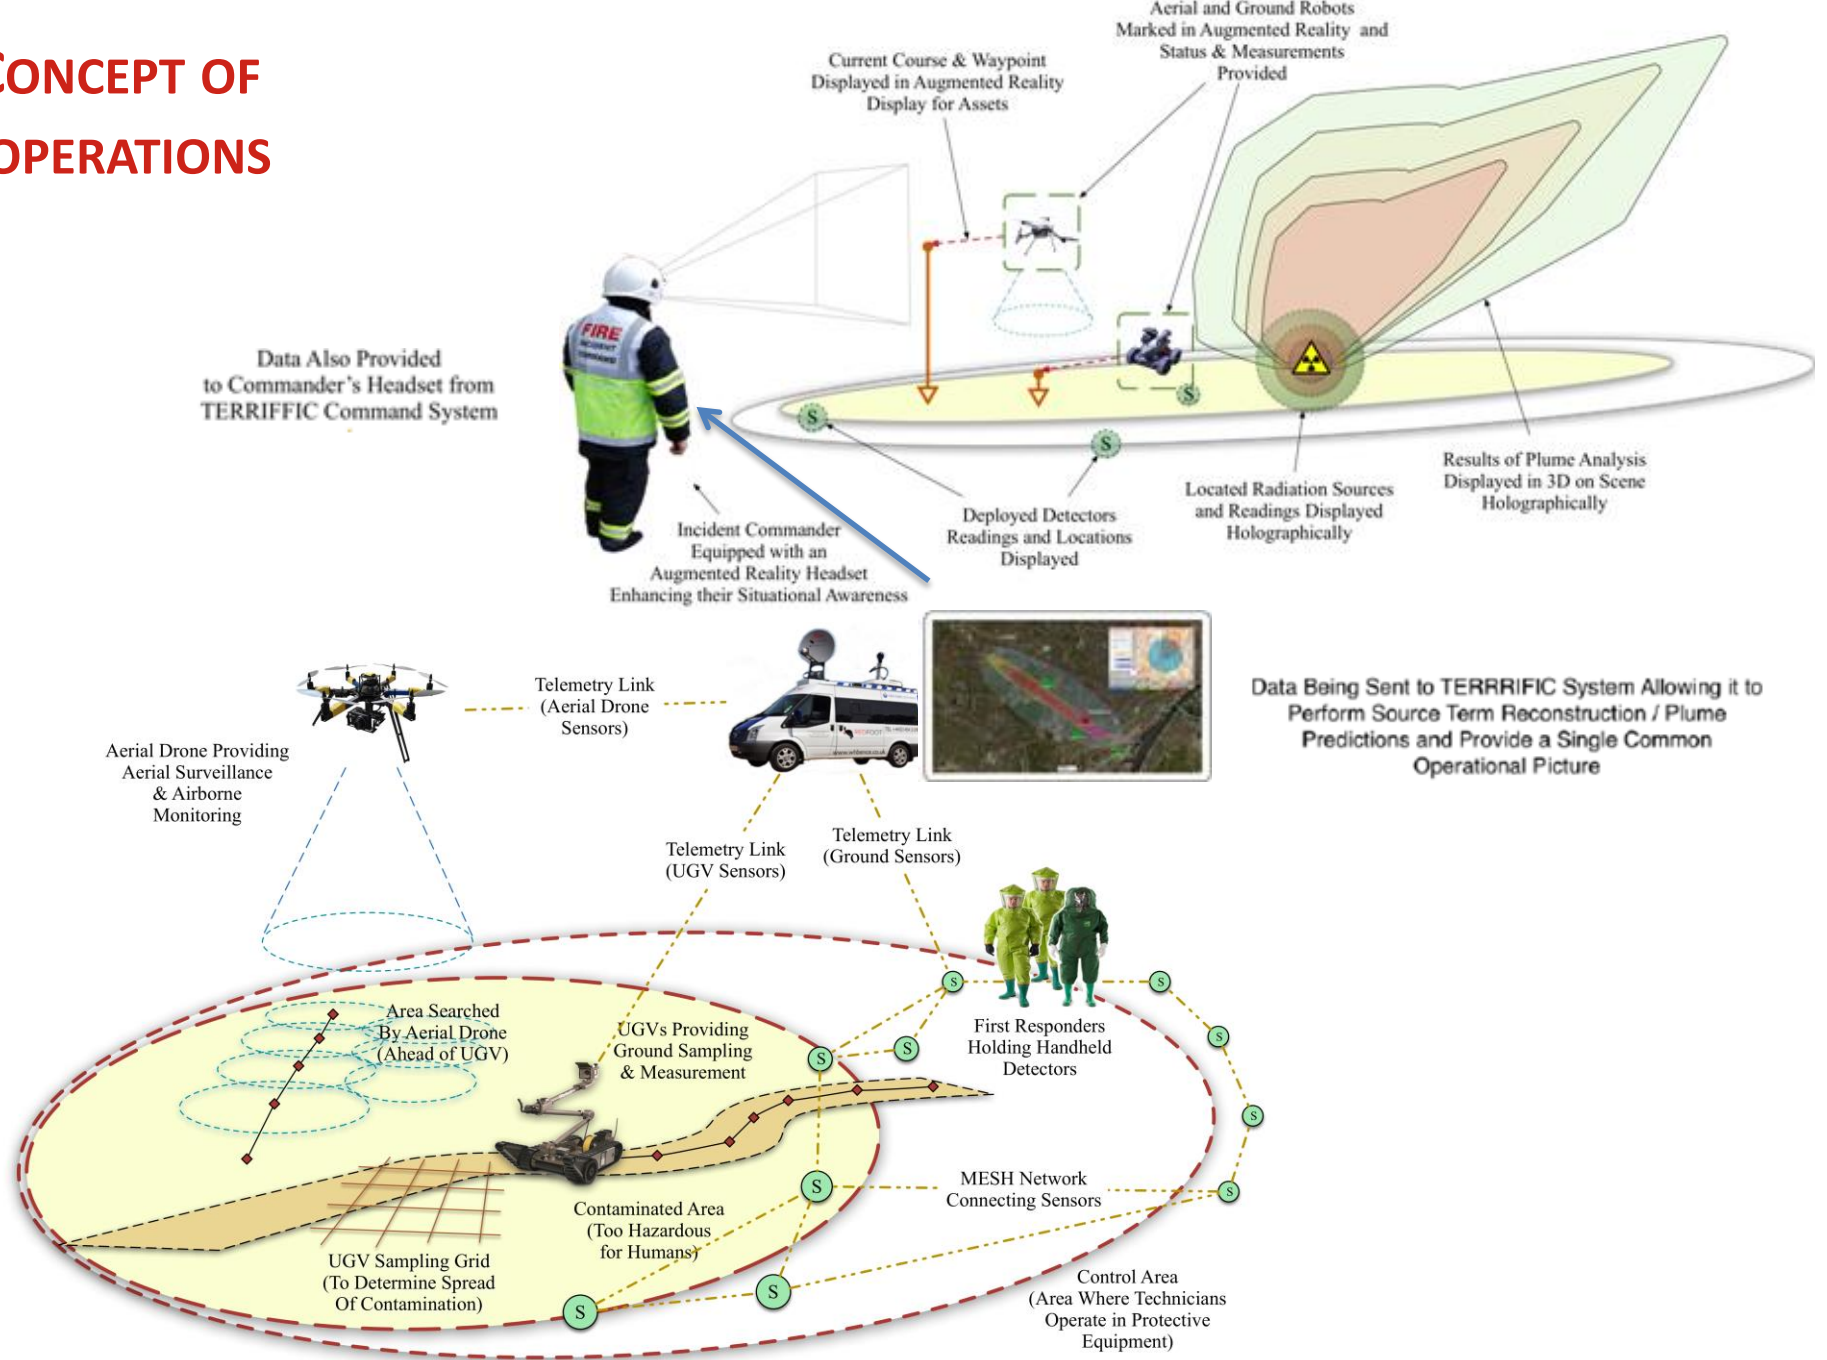 CONCEPT OF
OPERATIONS
Aerial and Ground Robots
Marked in Augmented Reality and
Status & Measurements
Provided
Current Course & Waypoint
Displayed in Augmented Reality
Display for Assets
FIRE
INCIDENT
COMMANDER
Data Also Provided
to Commander's Headset from
TERRIFFIC Command System
S
S
S
Incident Commander
Equipped with an
Augmented Reality Headset
Enhancing their Situational Awareness
Deployed Detectors
Readings and Locations
Displayed
Located Radiation Sources
and Readings Displayed
Holographically
Results of Plume Analysis
Displayed in 3D on Scene
Holographically
Aerial Drone Providing
Aerial Surveillance
& Airborne
Monitoring
Telemetry Link
(Aerial Drone
Sensors)
Data Being Sent to TERRRIFIC System Allowing it to
Perform Source Term Reconstruction / Plume
Predictions and Provide a Single Common
Operational Picture
Telemetry Link
(UGV Sensors)
Telemetry Link
(Ground Sensors)
Area Searched
By Aerial Drone
(Ahead of UGV)
UGVs Providing
Ground Sampling
& Measurement
First Responders
Holding Handheld
Detectors
S
S
S
S
S
S
S
S
S
S
MESH Network
Connecting Sensors
Contaminated Area
(Too Hazardous
for Humans)
UGV Sampling Grid
(To Determine Spread
Of Contamination)
Control Area
(Area Where Technicians
Operate in Protective
Equipment)